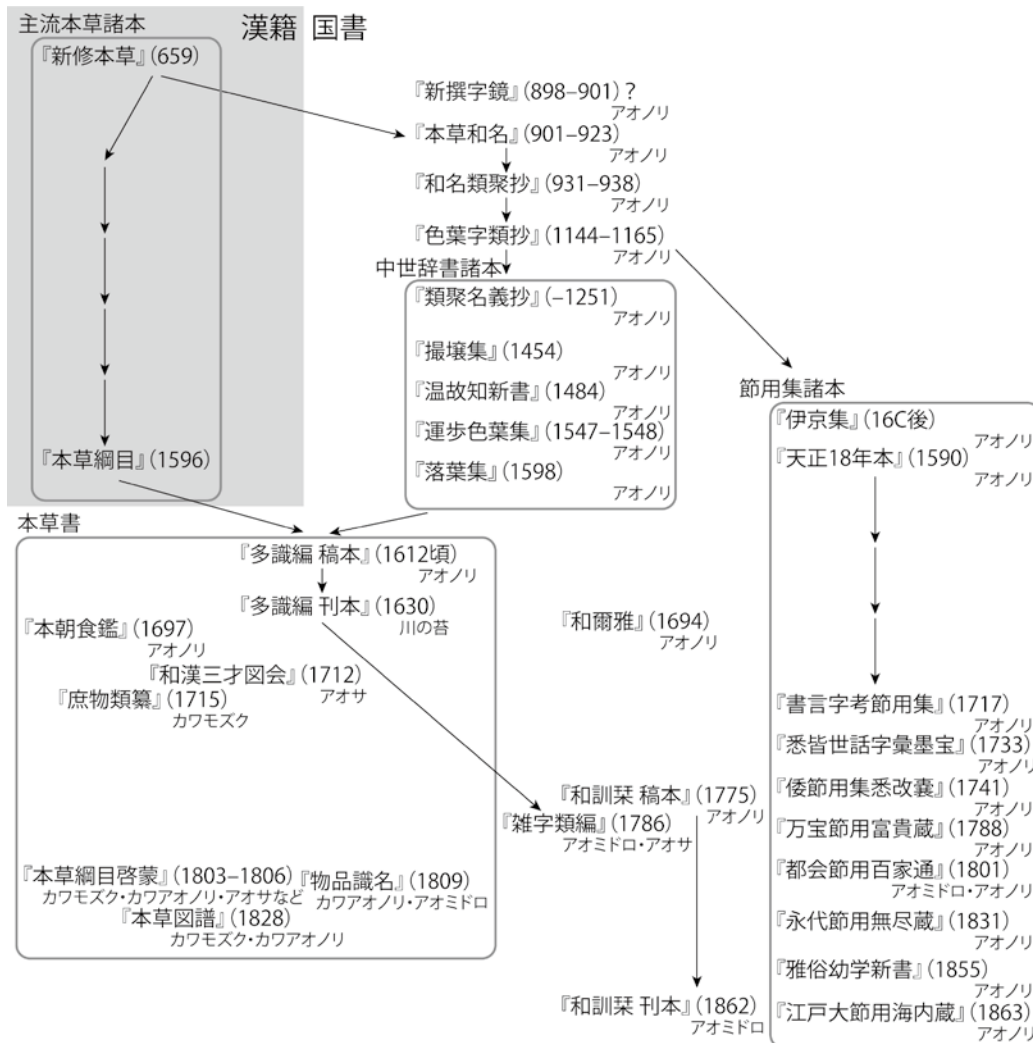 主流本草諸本
漢籍 国書
『新修本草』(659)
『新撰字鏡』(898–901)?
アオノリ
『本草和名』(901–923)
アオノリ
『和名類聚抄』(931–938)
アオノリ
『色葉字類抄』(1144–1165)
アオノリ
中世辞書諸本
『類聚名義抄』(–1251)
アオノリ
『撮壌集』(1454)
アオノリ
『温故知新書』(1484)
アオノリ
『運歩色葉集』(1547–1548)
アオノリ
『落葉集』(1598)
アオノリ
節用集諸本
『伊京集』(16C後)
アオノリ
『天正18年本』(1590)
アオノリ
『本草綱目』(1596)
本草書
『多識編 稿本』(1612頃)
アオノリ
『多識編 刊本』(1630)
川の苔
『本朝食鑑』(1697)
アオノリ
『和漢三才図会』(1712)
アオサ
『庶物類纂』(1715)
カワモズク
『和爾雅』(1694)
アオノリ
『書言字考節用集』(1717)
アオノリ
『悉皆世話字彙墨宝』(1733)
アオノリ
『倭節用集悉改嚢』(1741)
アオノリ
『万宝節用富貴蔵』(1788)
アオノリ
『都会節用百家通』(1801)
アオミドロ・アオノリ
『永代節用無尽蔵』(1831)
アオノリ
『雅俗幼学新書』(1855)
アオノリ
『江戸大節用海内蔵』(1863)
アオノリ
『和訓栞 稿本』(1775)
アオノリ
『雑字類編』(1786)
アオミドロ・アオサ
『本草綱目啓蒙』(1803–1806)
カワモズク・カワアオノリ・アオサなど
『物品識名』(1809)
カワアオノリ・アオミドロ
『本草図譜』(1828)
カワモズク・カワアオノリ
『和訓栞 刊本』(1862)
アオミドロ